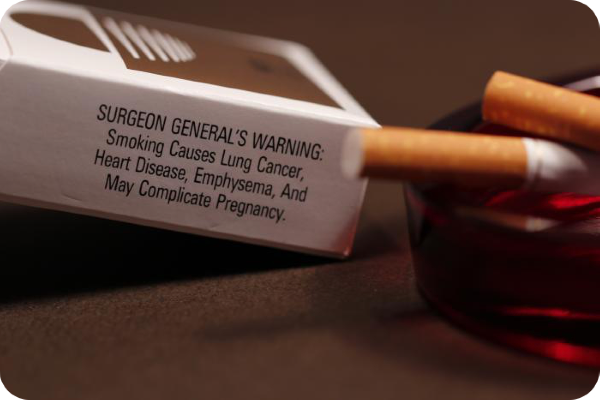 SURGEON GENERAL'S WARNING:
Smoking Causes Lung Cancer,
Heart Disease, Emphysema, And
May Complicate Pregnancy.